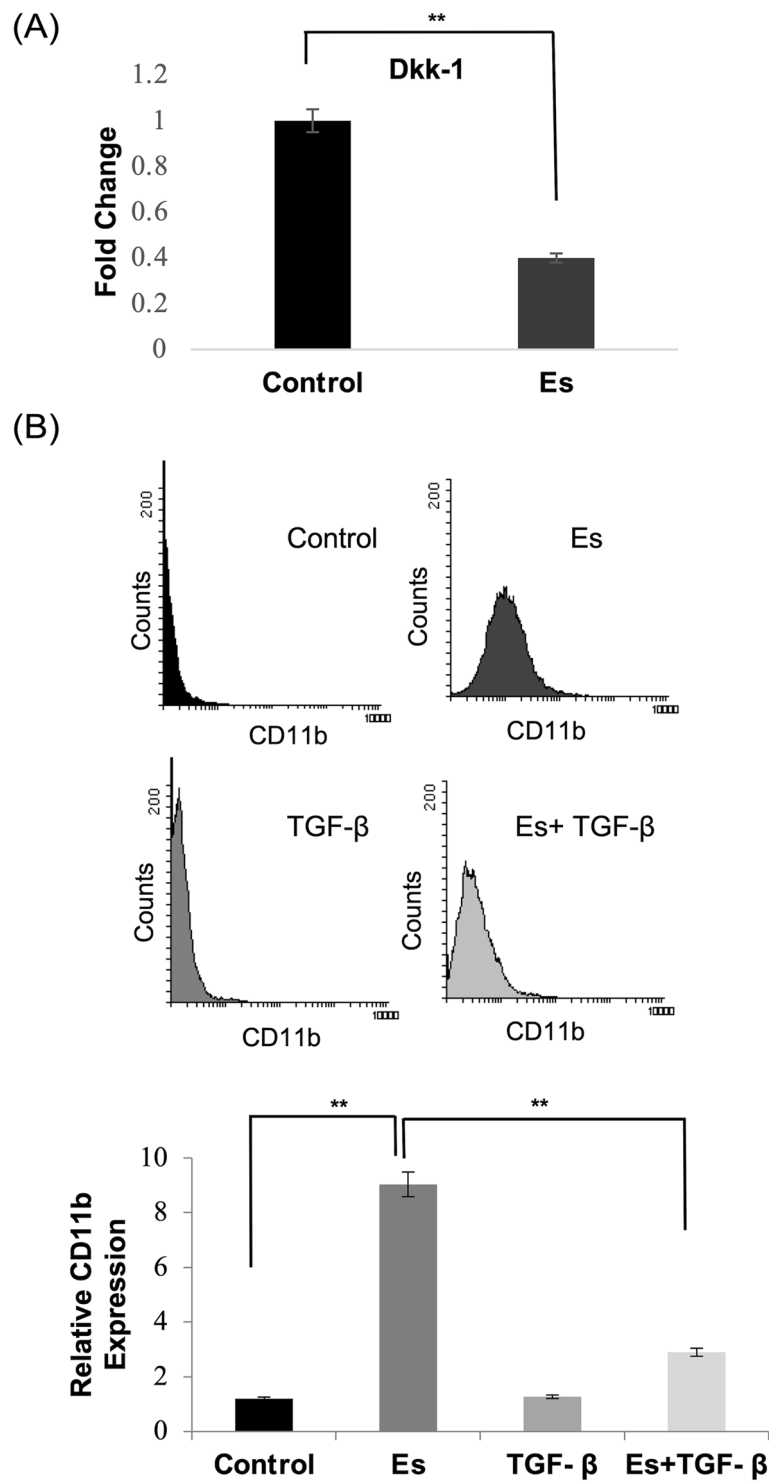 (A)
**
Dkk-1
1.2
1
0.8
0.6
0.4
0.2
0
Fold Change
Control
Es
(B)
200
Counts
Control
CD11b
200
Counts
Es
CD11b
200
Counts
TGF-β
CD11b
200
Counts
Es+ TGF-β
CD11b
**
**
10
8
6
4
2
0
Relative CD11b
Expression
Control
Es
TGF- β
Es+TGF- β